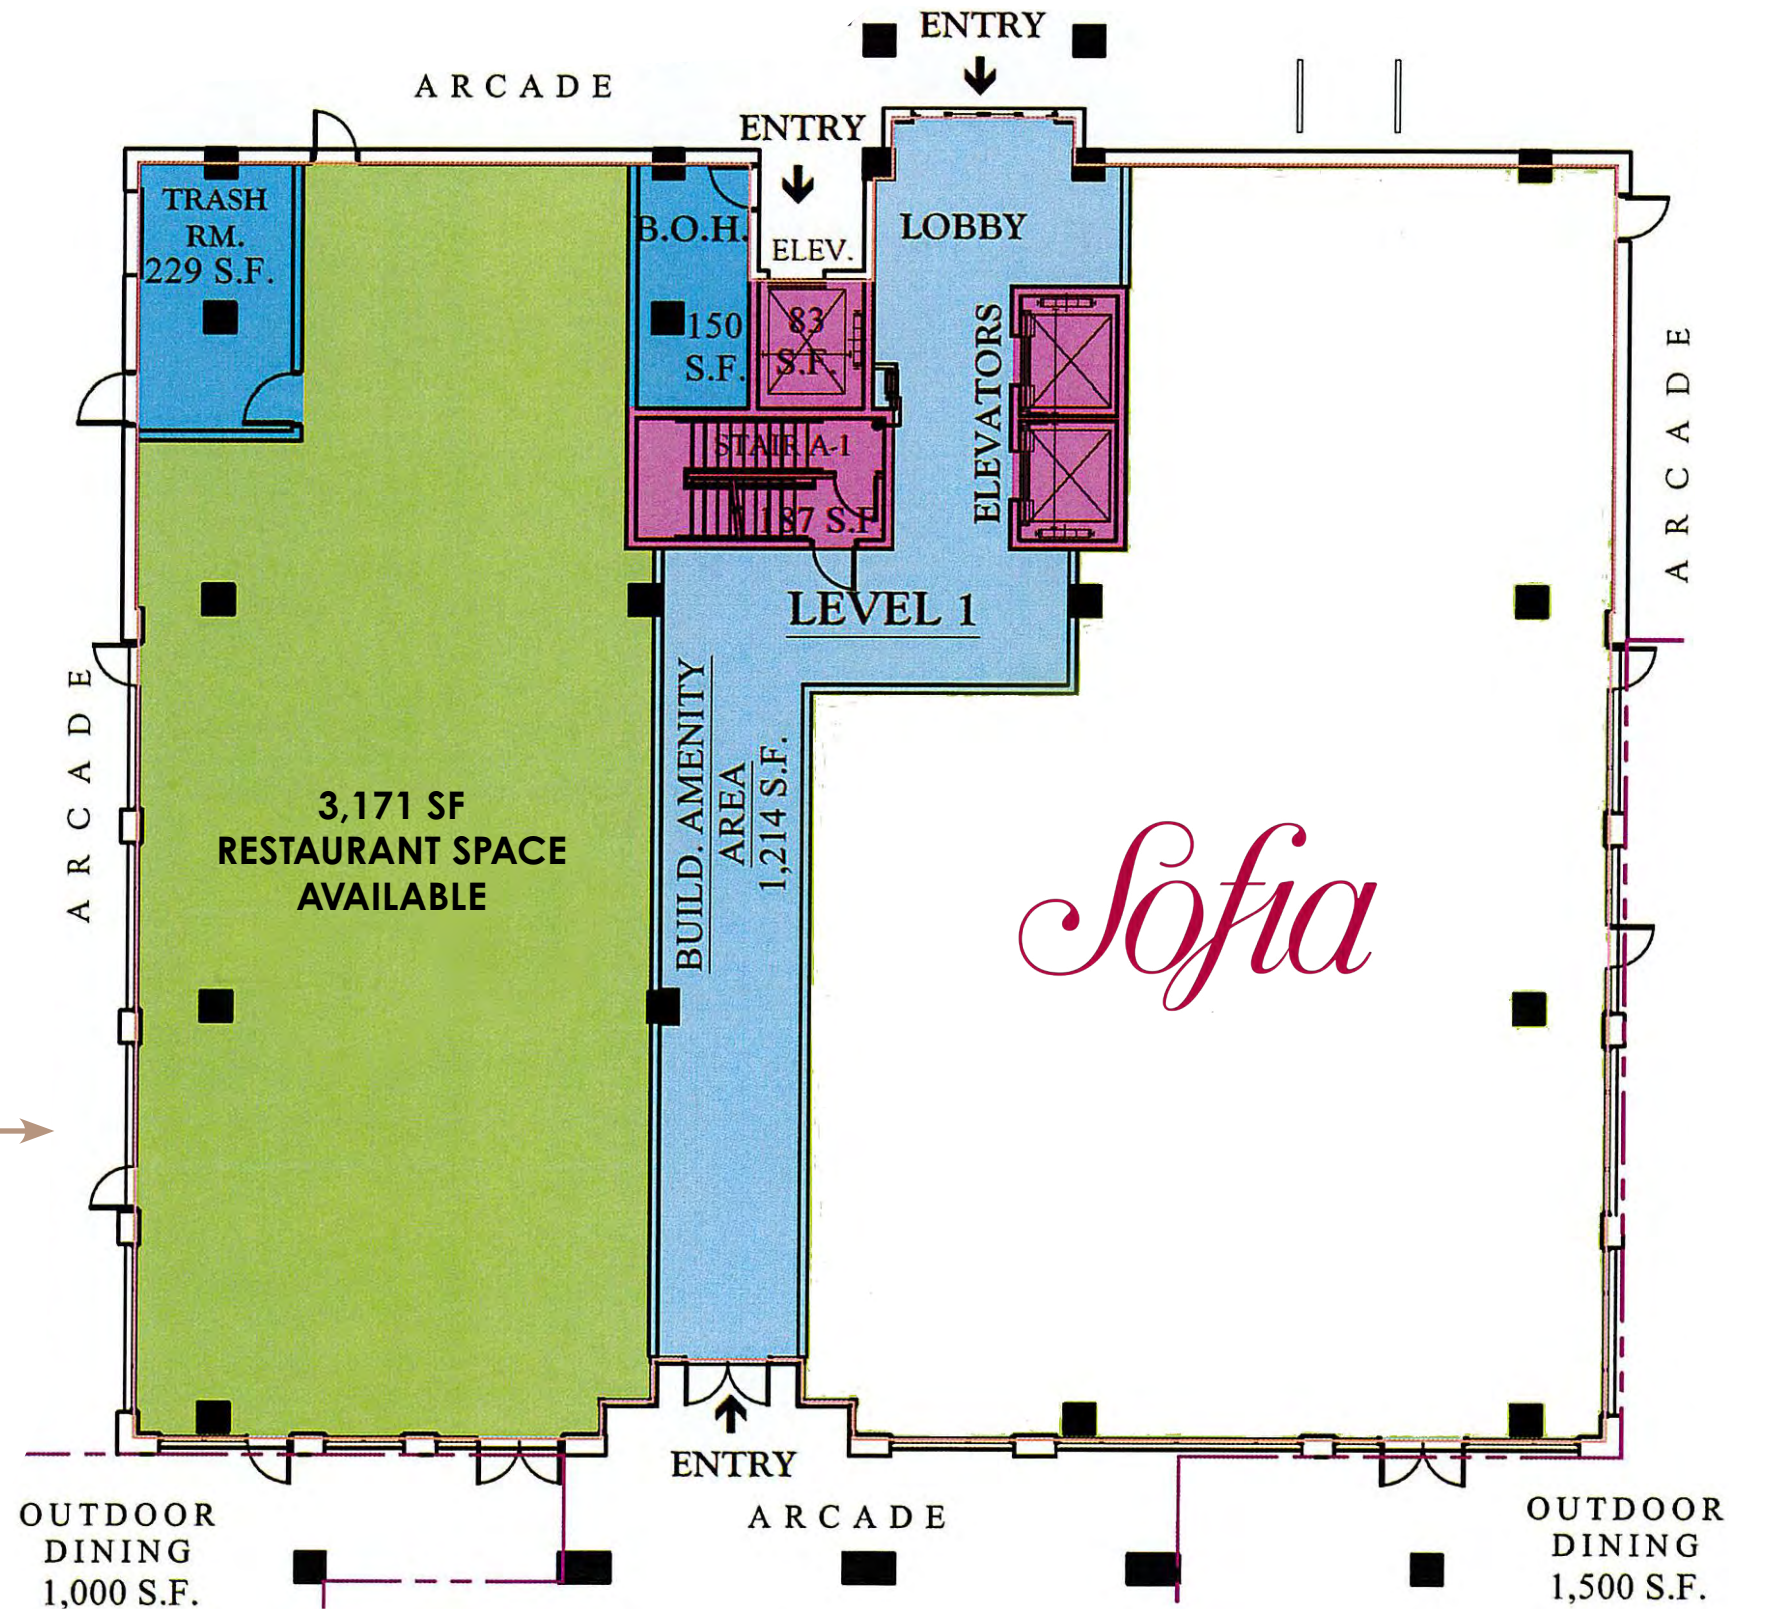 ENTRY
ARCADE
ENTRY
TRASH
RM.
229 S.F.
B.O.H.
150
S.F.
ELEV.
83
S.F.
LOBBY
ELEVATORS
STAIR A-1
187 S.F.
LEVEL 1
ARCADE
ARCADE
BUILD. AMENITY
AREA
1,214 S.F.
3,171 SF
RESTAURANT SPACE
AVAILABLE
Sofia
ENTRY
ARCADE
OUTDOOR
DINING
1,000 S.F.
OUTDOOR
DINING
1,500 S.F.